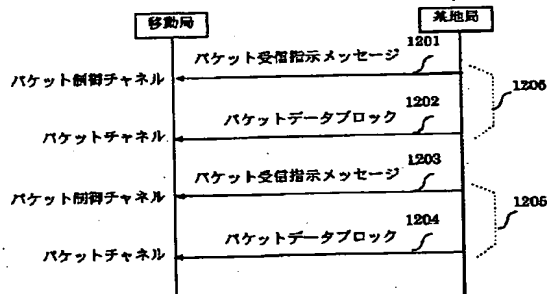 移動局
基地局
パケット受信指示メッセージ
1201
パケット制御チャネル
1206
パケットデータブロック
1202
パケットチャネル
パケット受信指示メッセージ
1203
パケット制御チャネル
1205
パケットデータブロック
1204
パケットチャネル